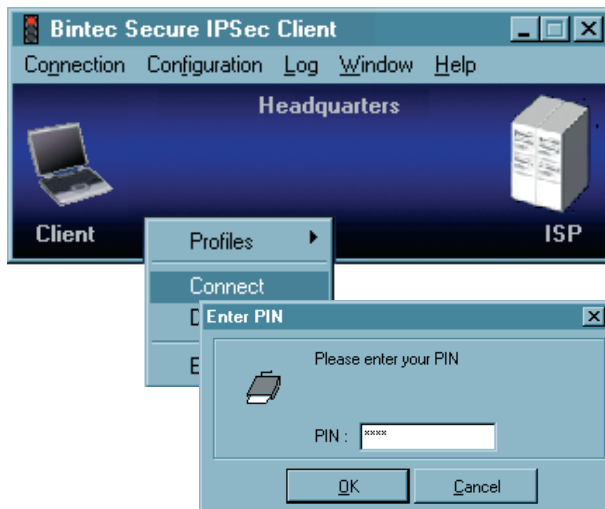 Bintec Secure IPSec Client
Connection Configuration Log Window Help
Headquarters
Client
ISP
Profiles
Connect
Enter PIN
Please enter your PIN
PIN : ****
OK Cancel